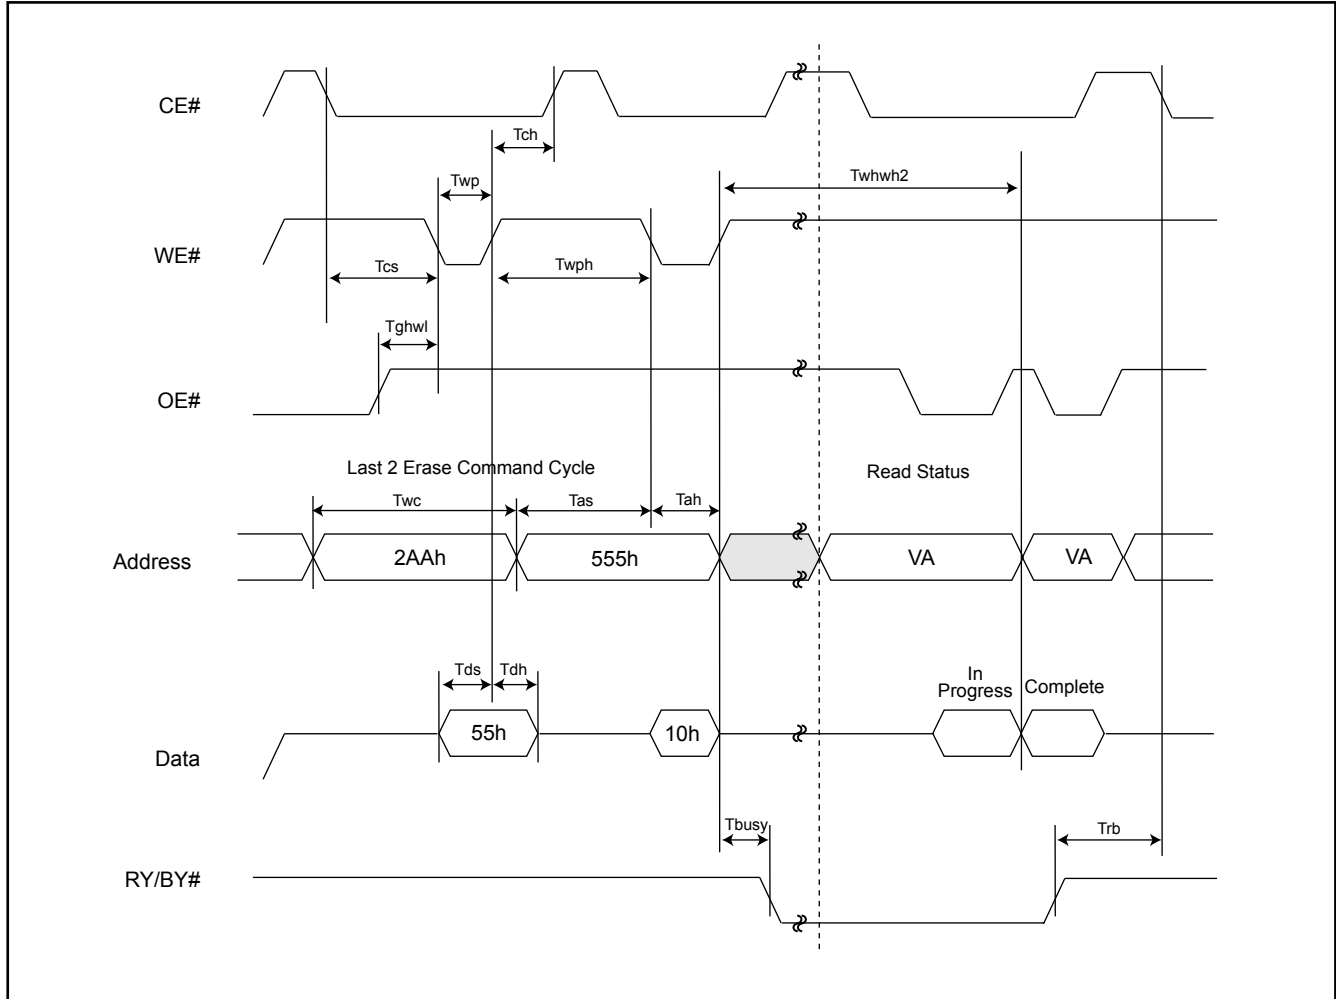 CE#
Tch
Twp
Twhwh2
WE#
Tcs
Twph
Tghwl
OE#
Last 2 Erase Command Cycle
Read Status
Twc
Tas
Tah
Address
2AAh
555h
VA
VA
Tds
Tdh
In
Progress
Complete
55h
10h
Data
Tbusy
Trb
RY/BY#